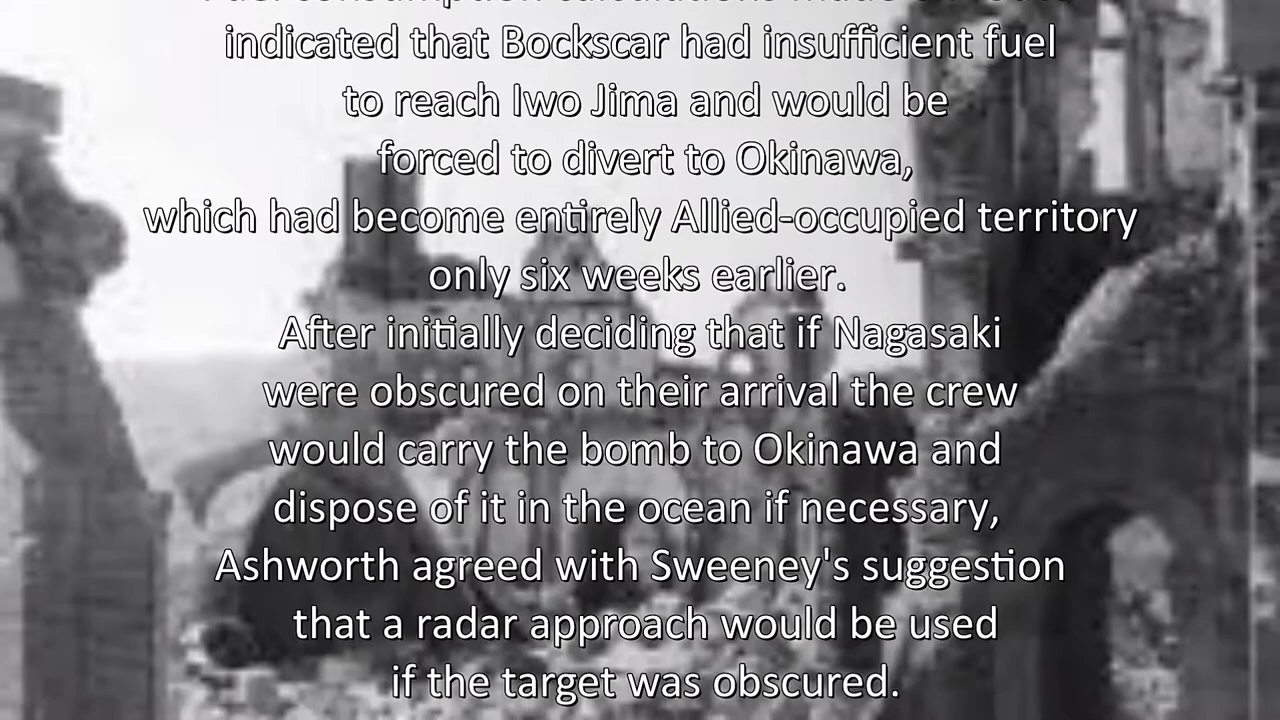 indicated that Bockscar had insufficient fuel
to reach Iwo Jima and would be
forced to divert to Okinawa,
which had become entirely Allied-occupied territory
only six weeks earlier.
After initially deciding that if Nagasaki
were obscured on their arrival the crew
would carry the bomb to Okinawa and
dispose of it in the ocean if necessary,
Ashworth agreed with Sweeney's suggestion
that a radar approach would be used
if the target was obscured.